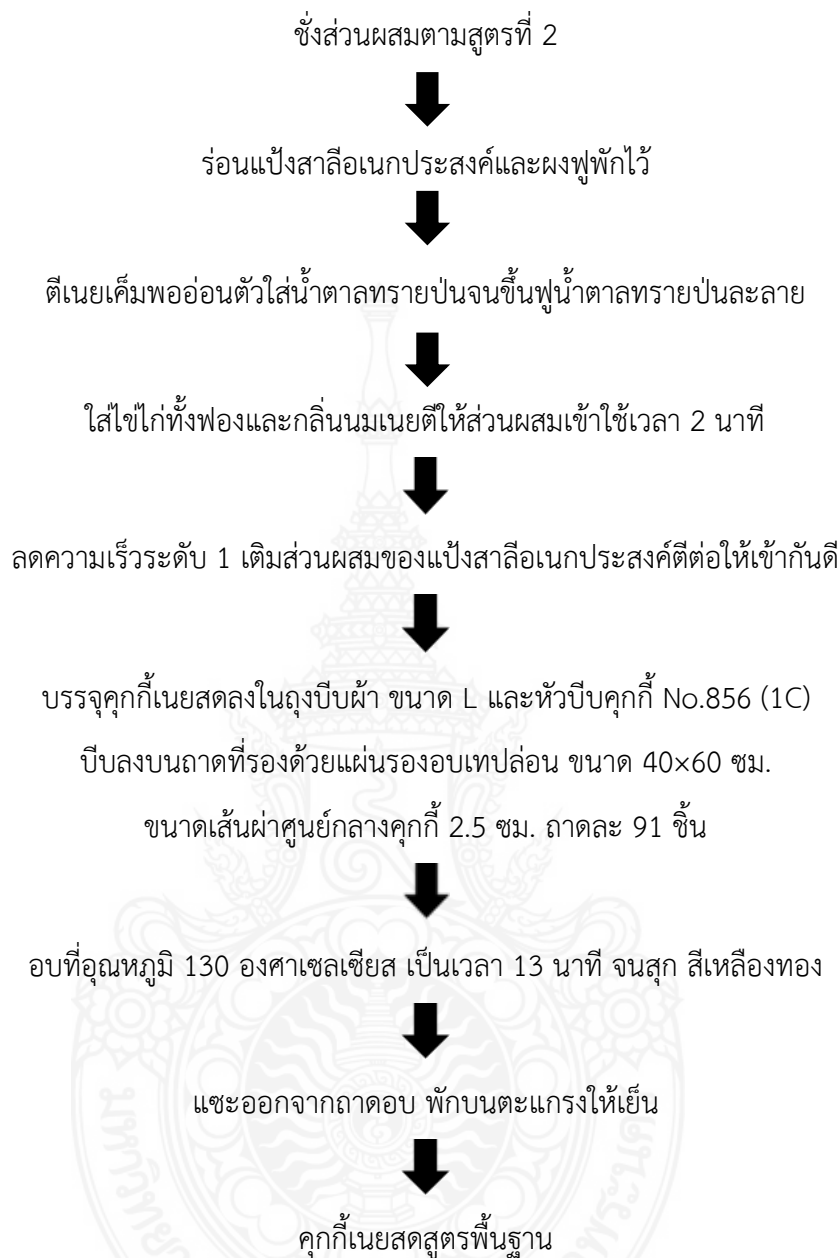 ชั่งส่วนผสมตามสูตรที่ 2
ร่อนแป้งสาลีอเนกประสงค์และผงฟูพักไว้
ตีเนยเค็มพออ่อนตัวใส่น้ำตาลทรายป่นจนขึ้นฟูน้ำตาลทรายป่นละลาย
ใส่ไข่ไก่ทั้งฟองและกลิ่นนมเนยตีให้ส่วนผสมเข้าใช้เวลา 2 นาที
ลดความเร็วระดับ 1 เติมส่วนผสมของแป้งสาลีอเนกประสงค์ตีต่อให้เข้ากันดี
บรรจุคุกกี้เนยสดลงในถุงบีบผ้า ขนาด L และหัวบีบคุกกี้ No.856 (1C)
บีบลงบนถาดที่รองด้วยแผ่นรองอบเทปล่อน ขนาด 40×60 ซม.
ขนาดเส้นผ่าศูนย์กลางคุกกี้ 2.5 ซม. ถาดละ 91 ชิ้น
อบที่อุณหภูมิ 130 องศาเซลเซียส เป็นเวลา 13 นาที จนสุก สีเหลืองทอง
แซะออกจากถาดอบ พักบนตะแกรงให้เย็น
คุกกี้เนยสดสูตรพื้นฐาน